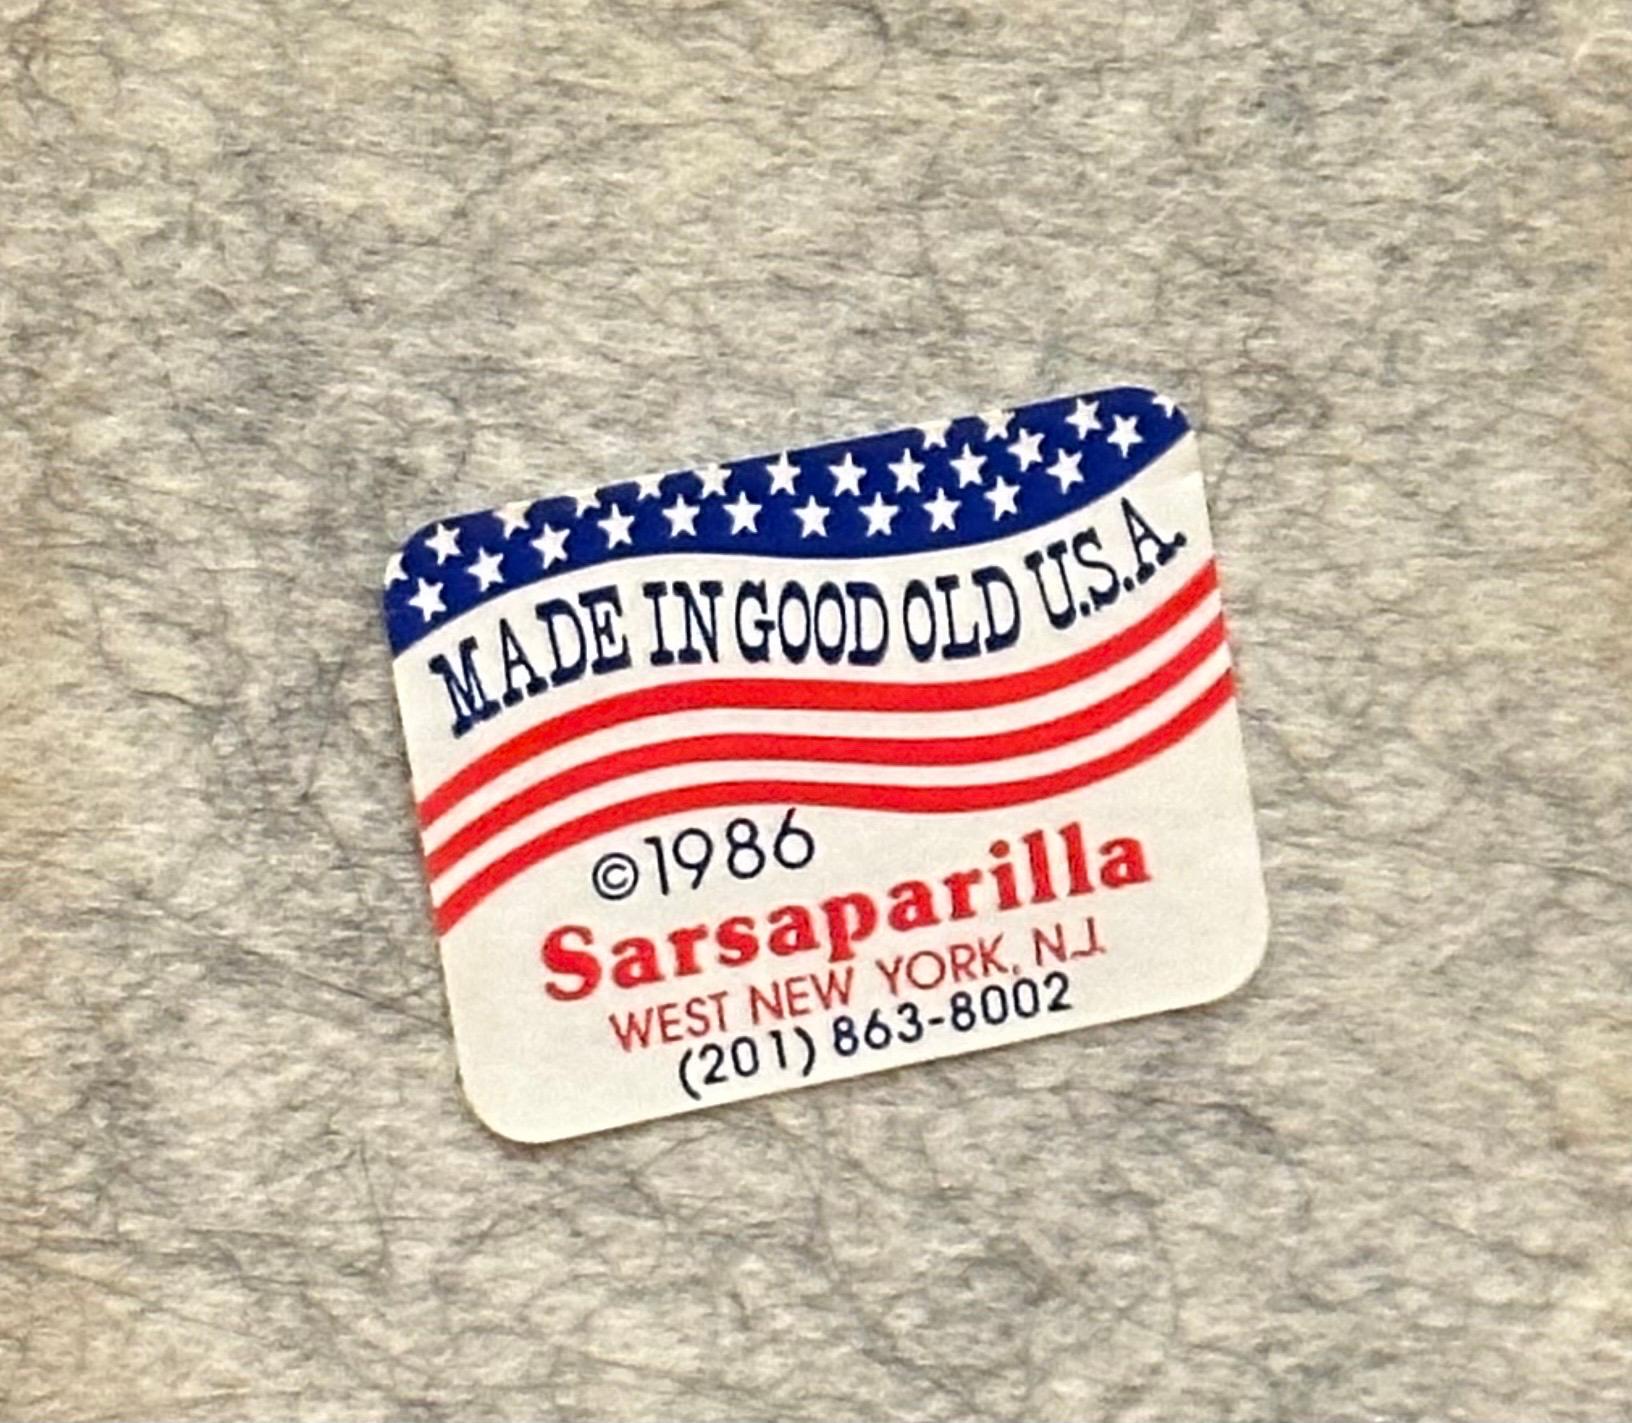 MADE IN GOOD OLD U.S.A.
©1986
Sarsaparilla
WEST NEW YORK, N.J.
(201) 863-8002